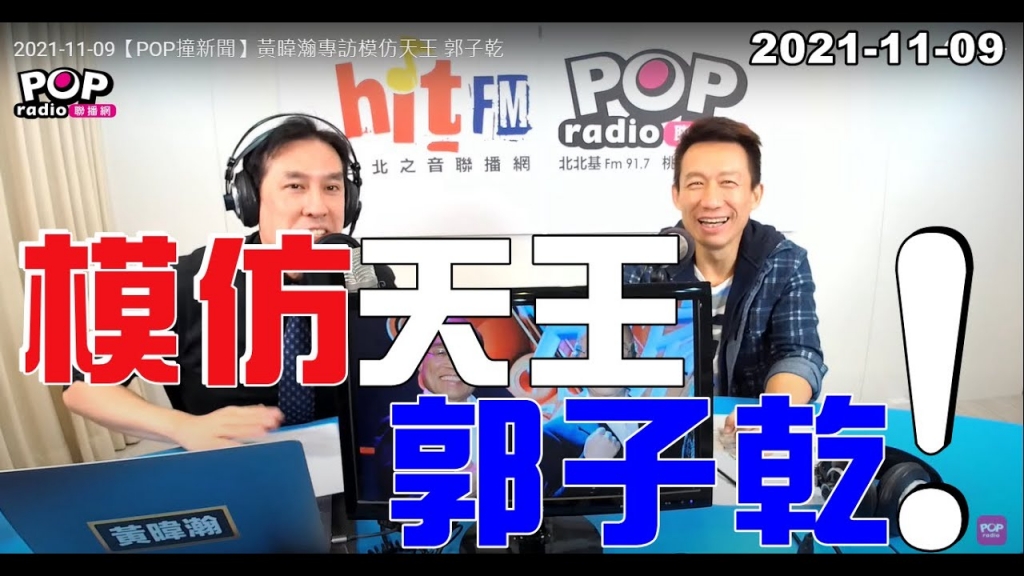 2021-11-09【POP撞新聞】黃暐瀚專訪模仿天王 郭子乾
2021-11-09
POP
radio 聯播網
hit FM
北之音聯播網
POP
radio 聯
北北基 Fm 91.7 桃
模仿天王
郭子乾！
黃暐瀚
POP
radio